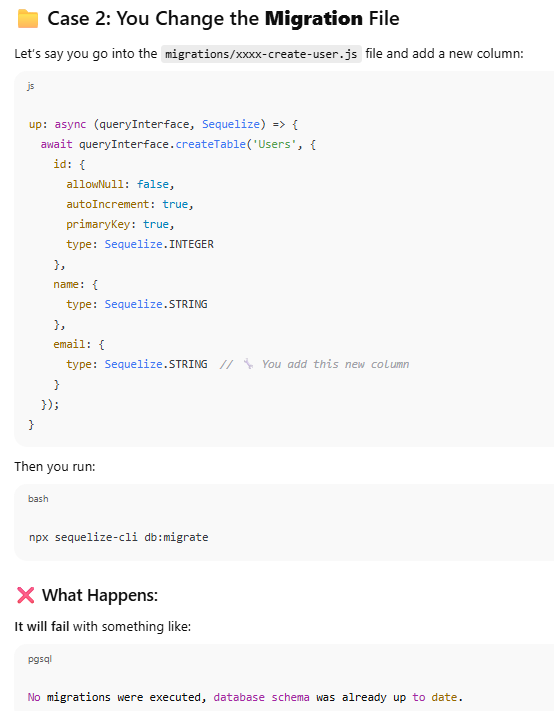 Case 2: You Change the Migration File
Let's say you go into the migrations/xxxx-create-user.js file and add a new column:
js
up: async (queryInterface, Sequelize) => {
  await queryInterface.createTable('Users', {
    id: {
      allowNull: false,
      autoIncrement: true,
      primaryKey: true,
      type: Sequelize.INTEGER
    },
    name: {
      type: Sequelize.STRING
    },
    email: {
      type: Sequelize.STRING  // 🔧 You add this new column
    }
  });
}
Then you run:
bash
npx sequelize-cli db:migrate
❌ What Happens:
It will fail with something like:
pgsql
No migrations were executed, database schema was already up to date.